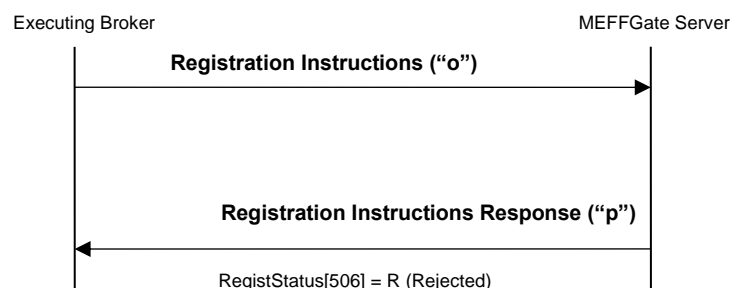 Executing Broker
MEFFGate Server
Registration Instructions (“o”)
Registration Instructions Response (“p”)
RegistStatus[506] = R (Rejected)